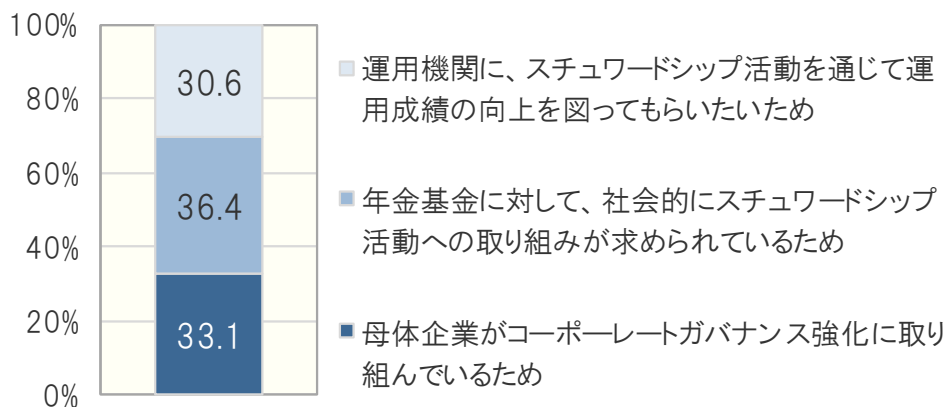 100%
80%
60%
40%
20%
0%
30.6
36.4
33.1
運用機関に、スチュワードシップ活動を通じて運
用成績の向上を図ってもらいたいため
年金基金に対して、社会的にスチュワードシップ
活動への取り組みが求められているため
母体企業がコーポレートガバナンス強化に取り
組んでいるため